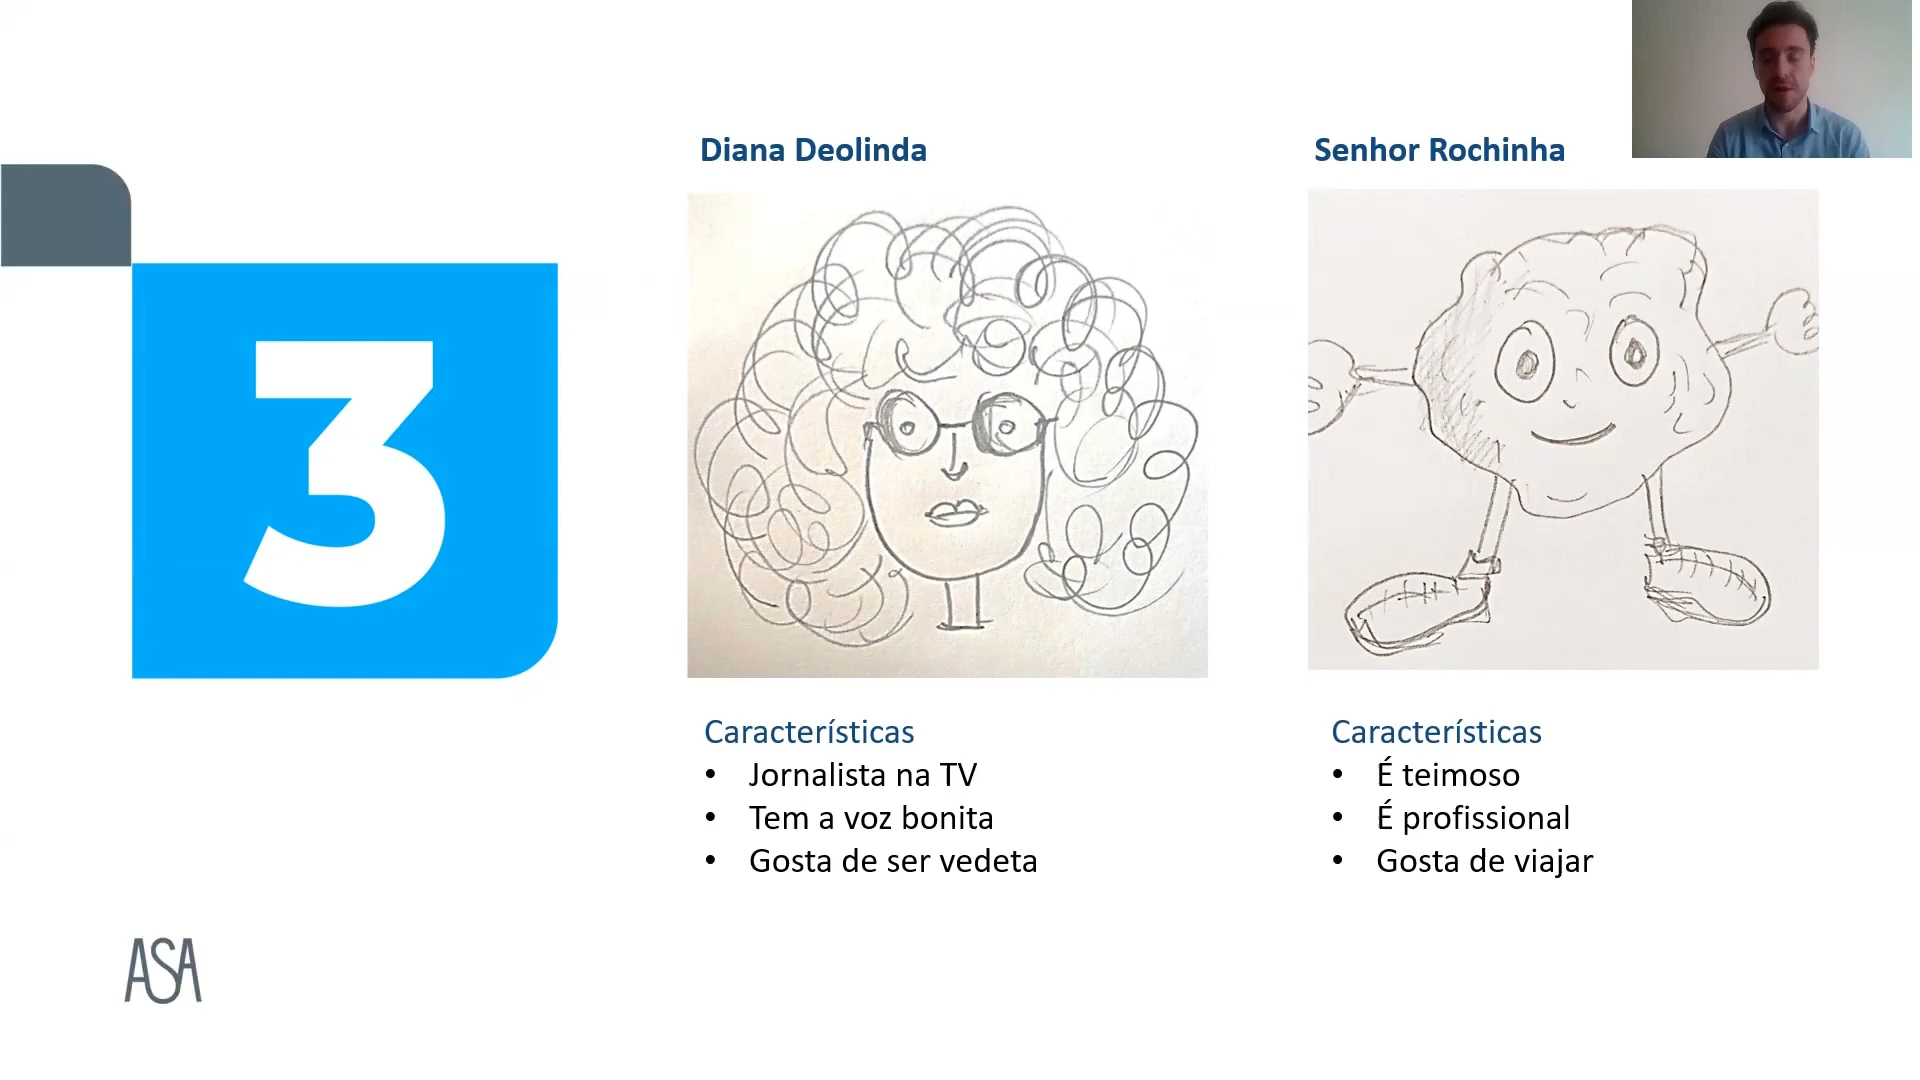 3
Diana Deolinda
Características
• Jornalista na TV
• Tem a voz bonita
• Gosta de ser vedeta
Senhor Rochinha
Características
• É teimoso
• É profissional
• Gosta de viajar
ASA